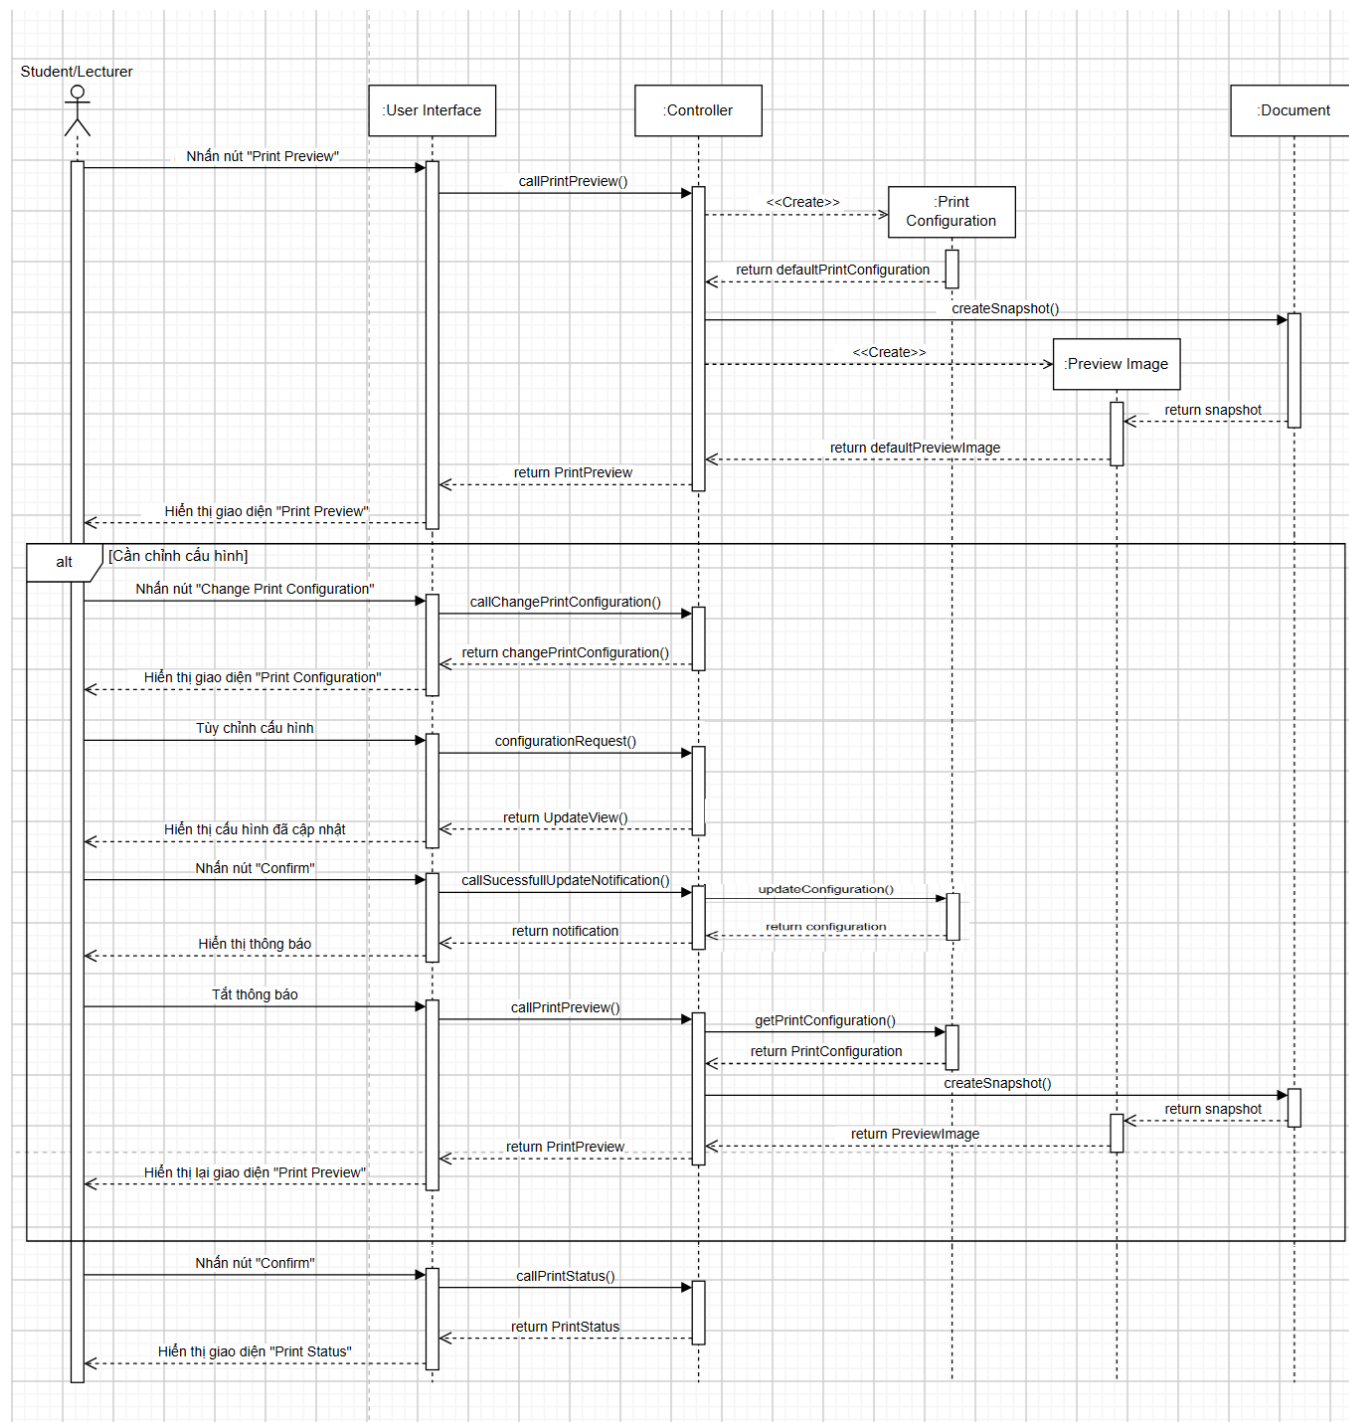 Student/Lecturer
:User Interface
:Controller
:Document
Nhấn nút "Print Preview"
callPrintPreview()
<<Create>>
:Print
Configuration
return defaultPrintConfiguration
createSnapshot()
<<Create>>
:Preview Image
return snapshot
return defaultPreviewImage
return PrintPreview
Hiển thị giao diện "Print Preview"
alt
[Cần chỉnh cấu hình]
Nhấn nút "Change Print Configuration"
callChangePrintConfiguration()
return changePrintConfiguration()
Hiển thị giao diện "Print Configuration"
Tùy chỉnh cấu hình
configurationRequest()
return UpdateView()
Hiển thị cấu hình đã cập nhật
Nhấn nút "Confirm"
callSucessfullUpdateNotification()
updateConfiguration()
return configuration
return notification
Hiển thị thông báo
Tắt thông báo
callPrintPreview()
getPrintConfiguration()
return PrintConfiguration
createSnapshot()
return snapshot
return PreviewImage
return PrintPreview
Hiển thị lại giao diện "Print Preview"
Nhấn nút "Confirm"
callPrintStatus()
return PrintStatus
Hiển thị giao diện "Print Status"